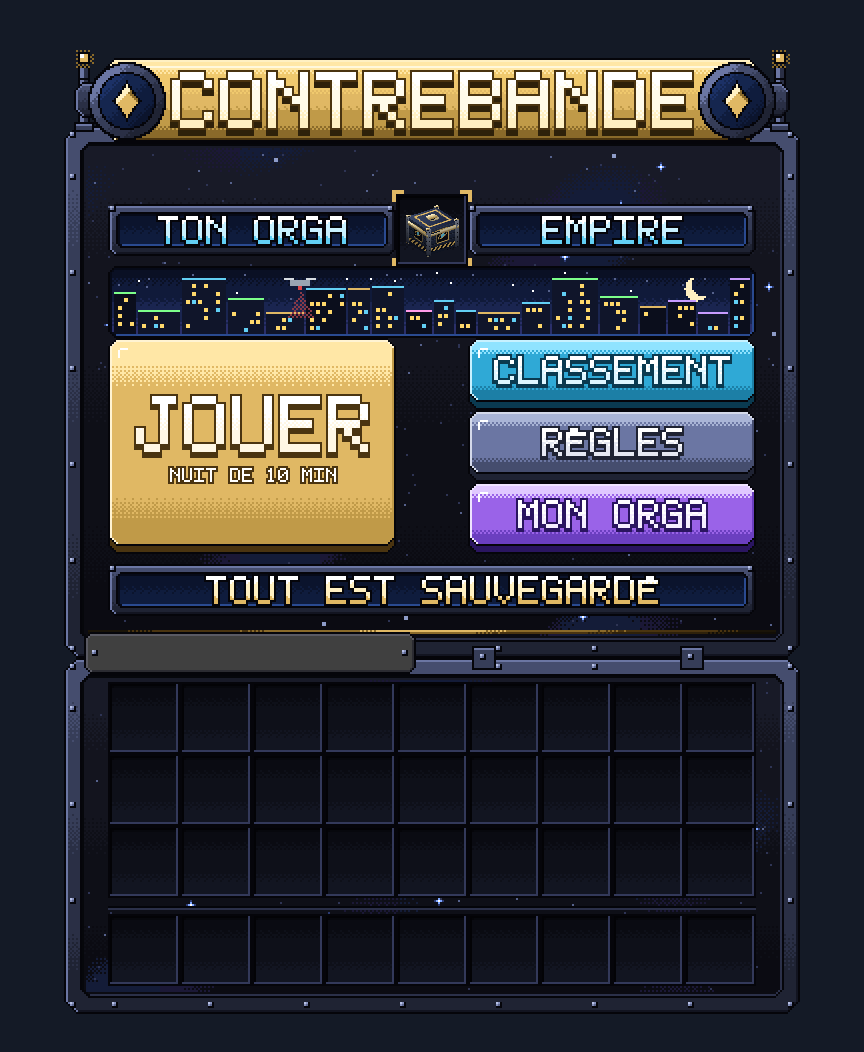 CONTREBANDE
TON ORGA
EMPIRE
JOUER
NUIT DE 10 MIN
CLASSEMENT
RÈGLES
MON ORGA
TOUT EST SAUVEGARDÉ